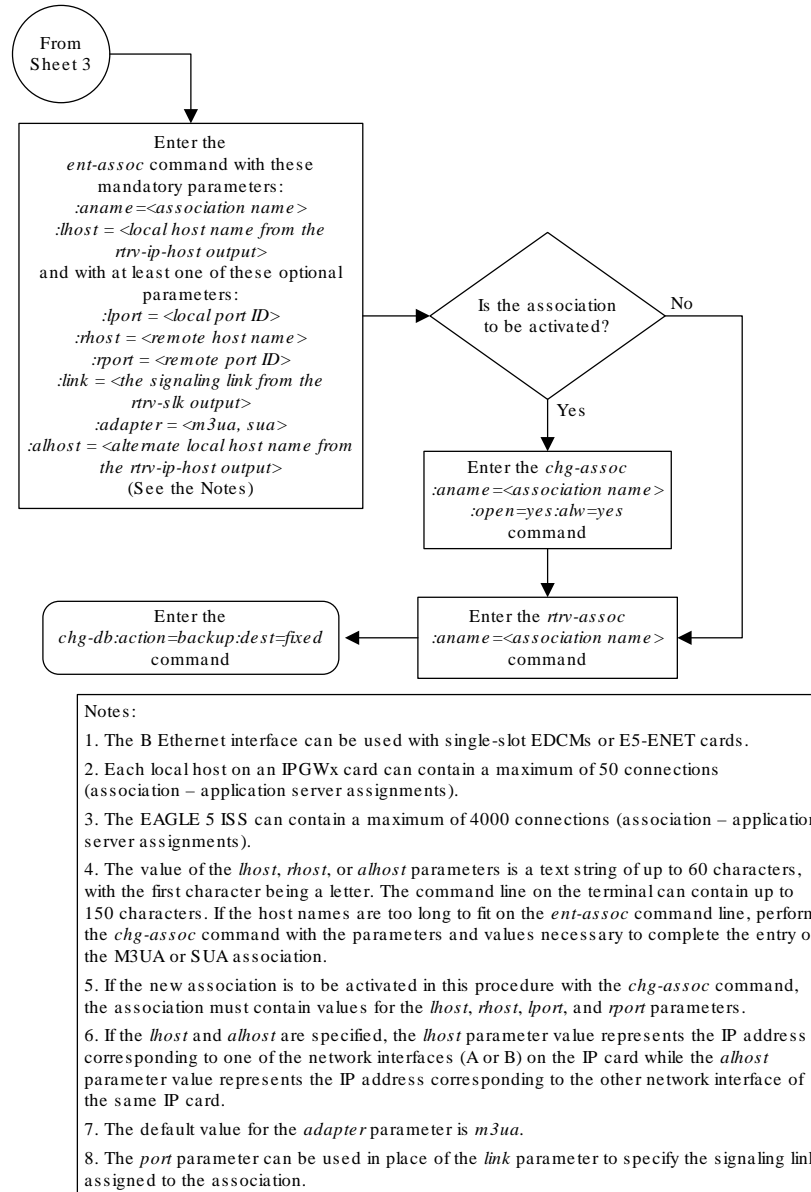 From
Sheet 3
Enter the
ent-assoc command with these
mandatory parameters:
:aname=<association name>
:lhost = <local host name from the
rtrv-ip-host output>
and with at least one of these optional
parameters:
:lport = <local port ID>
:rhost = <remote host name>
:rport = <remote port ID>
:link = <the signaling link from the
rtrv-slk output>
:adapter = <m3ua, sua>
:alhost = <alternate local host name from
the rtrv-ip-host output>
(See the Notes)
Is the association
to be activated?
No
Yes
Enter the chg-assoc
:aname=<association name>
:open=yes:alw=yes
command
Enter the rtrv-assoc
:aname=<association name>
command
Enter the
chg-db:action=backup:dest=fixed
command
Notes:
1. The B Ethernet interface can be used with single-slot EDCMs or E5-ENET cards.
2. Each local host on an IPGWx card can contain a maximum of 50 connections
(association – application server assignments).
3. The EAGLE 5 ISS can contain a maximum of 4000 connections (association – application
server assignments).
4. The value of the lhost, rhost, or alhost parameters is a text string of up to 60 characters,
with the first character being a letter. The command line on the terminal can contain up to
150 characters. If the host names are too long to fit on the ent-assoc command line, perform
the chg-assoc command with the parameters and values necessary to complete the entry o
the M3UA or SUA association.
5. If the new association is to be activated in this procedure with the chg-assoc command,
the association must contain values for the lhost, rhost, lport, and rport parameters.
6. If the lhost and alhost are specified, the lhost parameter value represents the IP address
corresponding to one of the network interfaces (A or B) on the IP card while the alhost
parameter value represents the IP address corresponding to the other network interface of
the same IP card.
7. The default value for the adapter parameter is m3ua.
8. The port parameter can be used in place of the link parameter to specify the signaling link
assigned to the association.